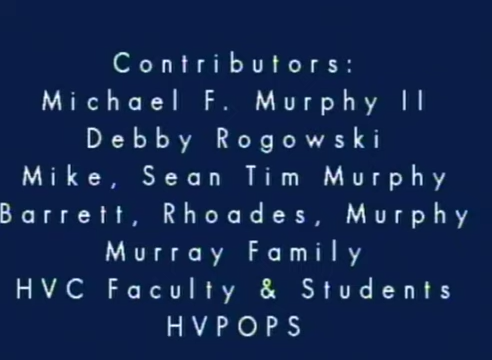 Contributors:
Michael F. Murphy II
Debby Rogowski
Mike, Sean Tim Murphy
Barrett, Rhoades, Murphy
Murray Family
HVC Faculty & Students
HVPOPS